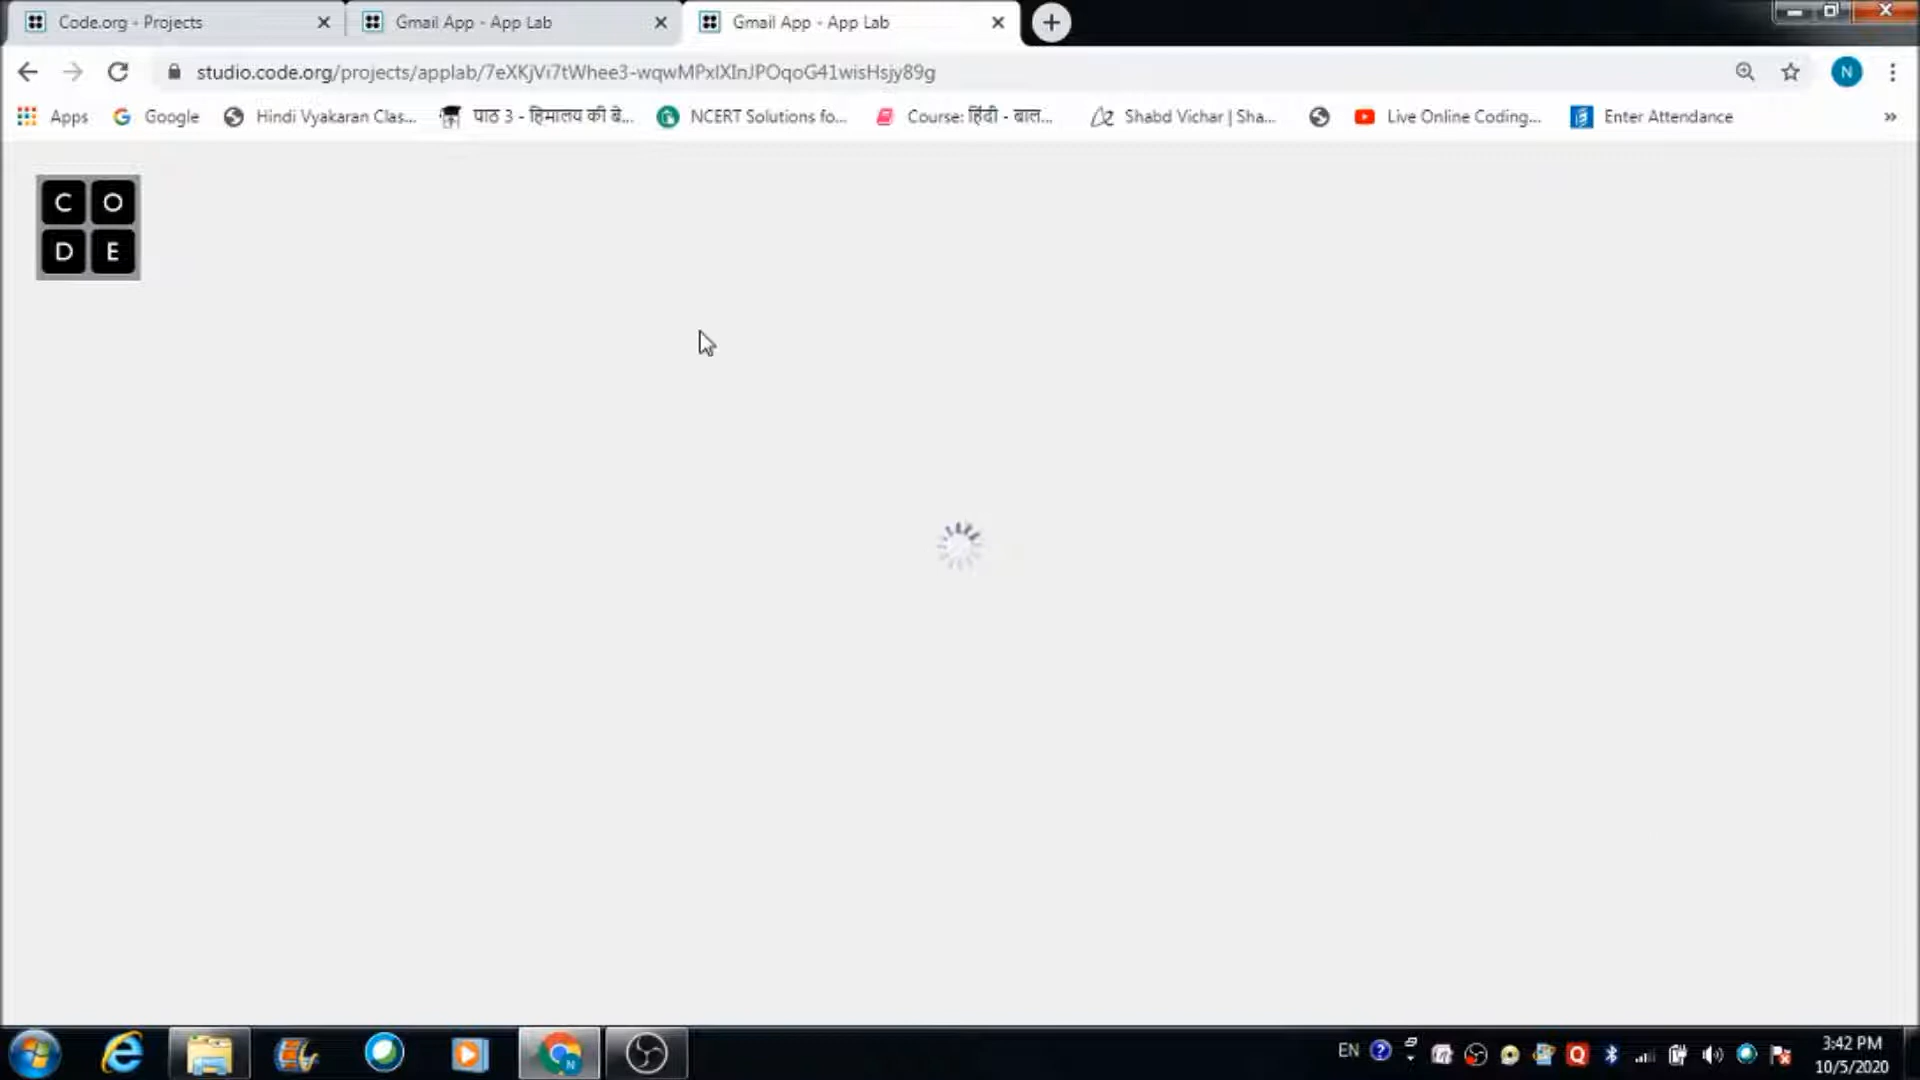 Code.org - Projects
Gmail App - App Lab
Gmail App - App Lab
studio.code.org/projects/applab/7eXKjVi7tWhee3-wqwMPxlXInJPOqoG41wisHsjy89g
N
Apps
Google
Hindi Vyakaran Clas...
पाठ 3 - हिमालय की बे...
NCERT Solutions fo...
Course: हिंदी - बाल...
Shabd Vichar | Sha...
Live Online Coding...
Enter Attendance
»
C O
D E
EN
3:42 PM
10/5/2020